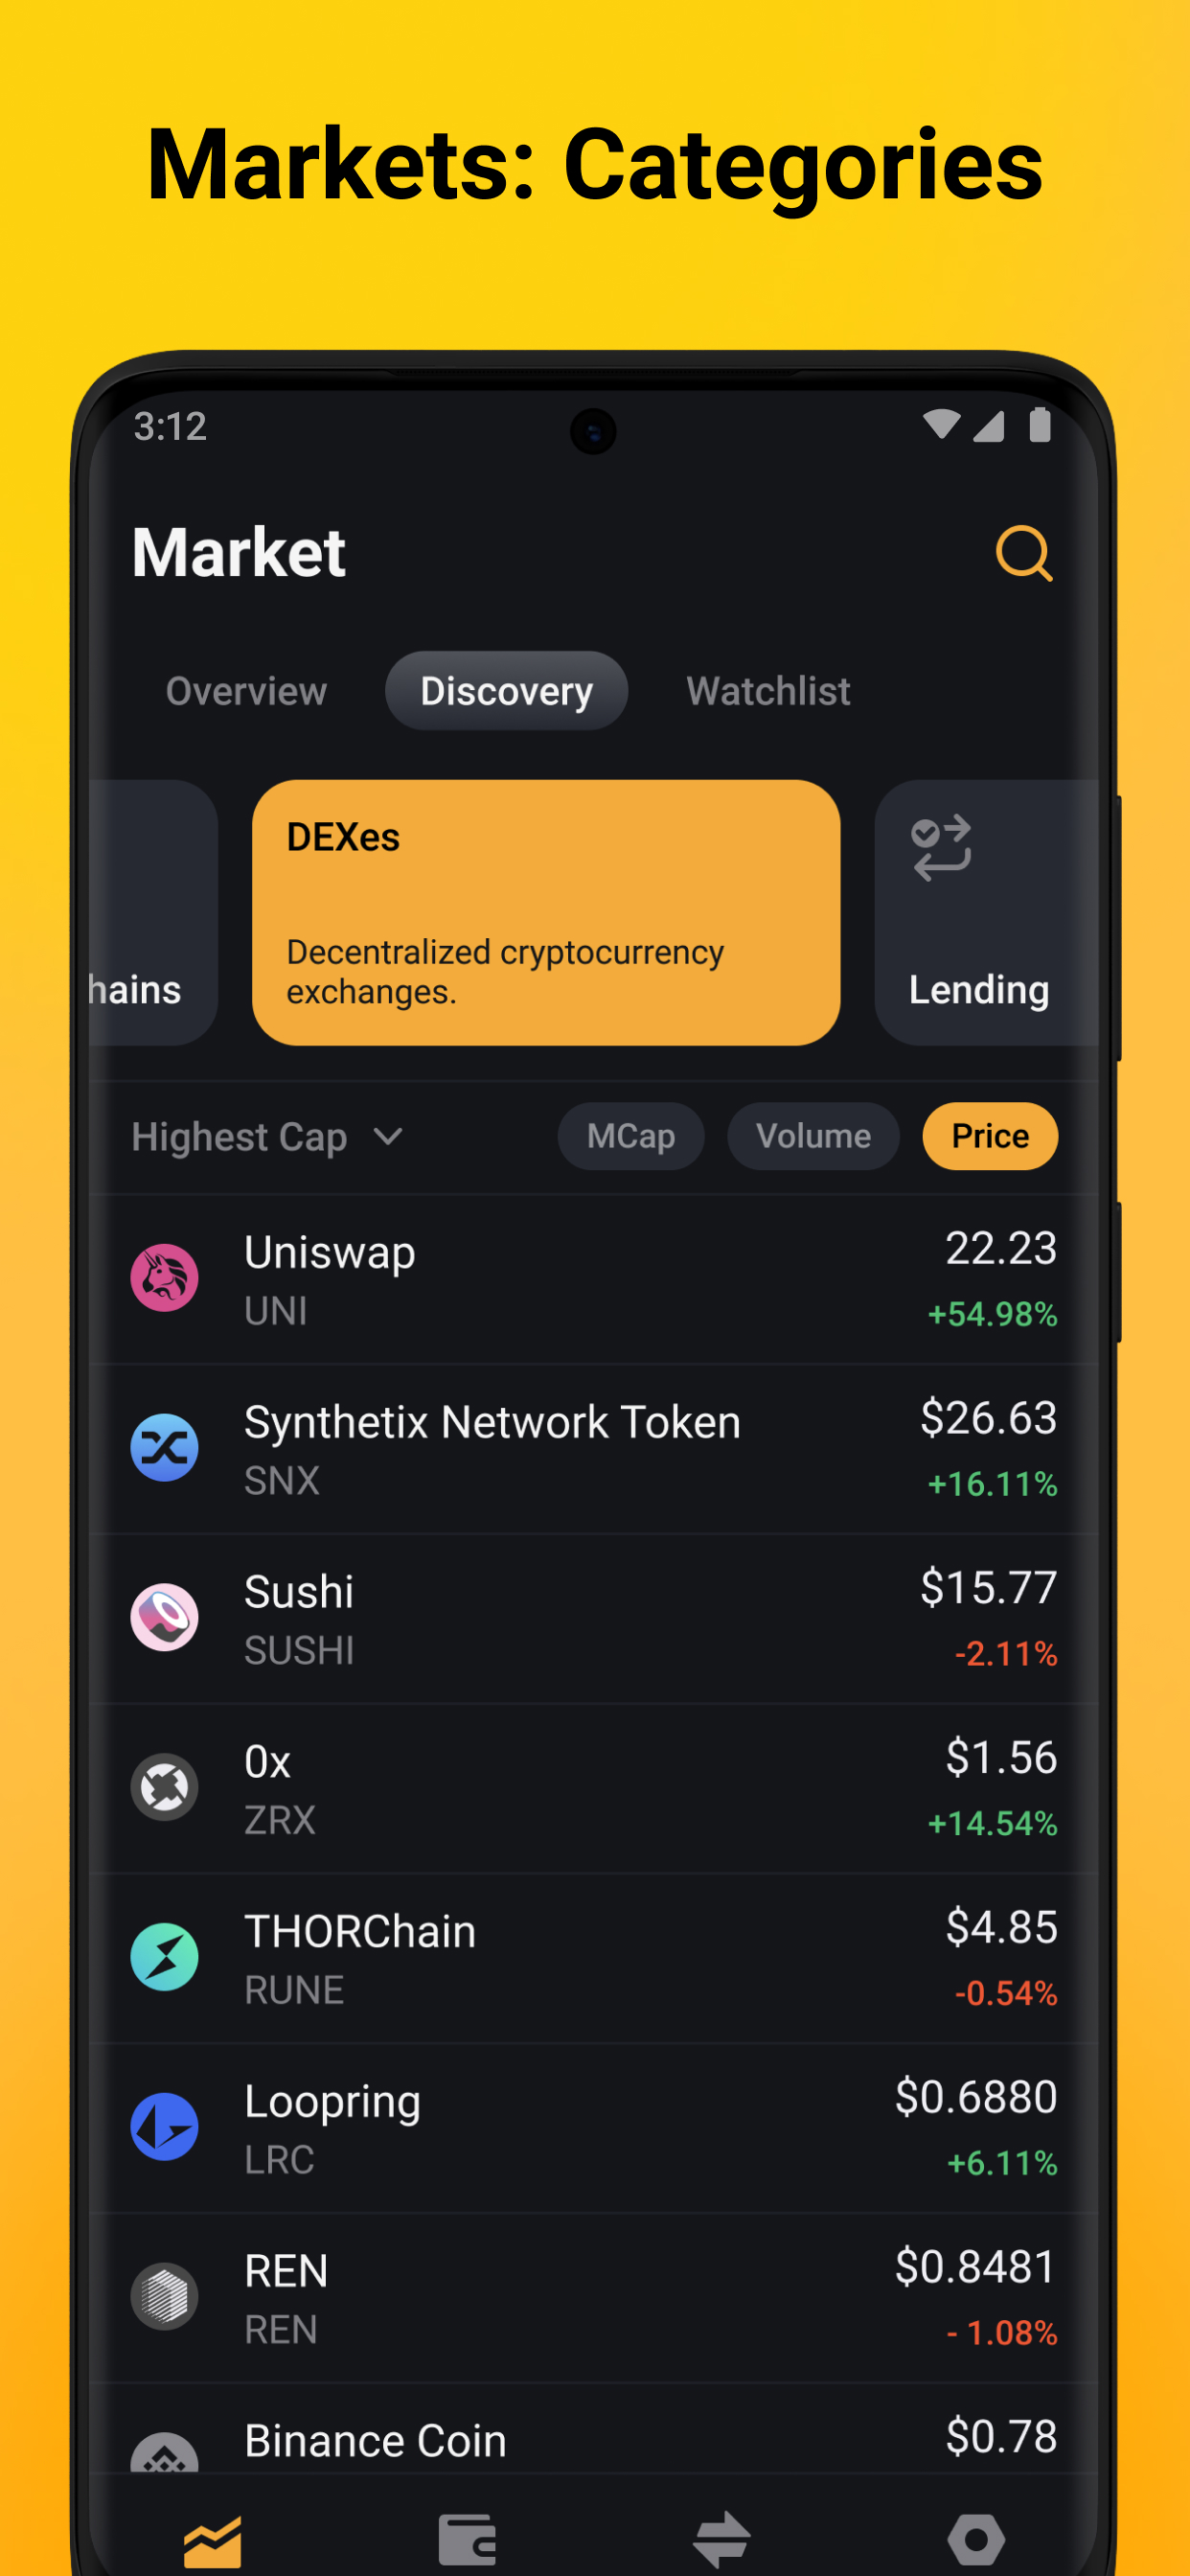 Markets: Categories
3:12
Market
Overview Discovery Watchlist
DEXes
Decentralized cryptocurrency
exchanges.
hains
Lending
Highest Cap MCap Volume Price
Uniswap 22.23
UNI +54.98%
Synthetix Network Token $26.63
SNX +16.11%
Sushi $15.77
SUSHI -2.11%
0x $1.56
ZRX +14.54%
THORChain $4.85
RUNE -0.54%
Loopring $0.6880
LRC +6.11%
REN $0.8481
REN - 1.08%
Binance Coin $0.78